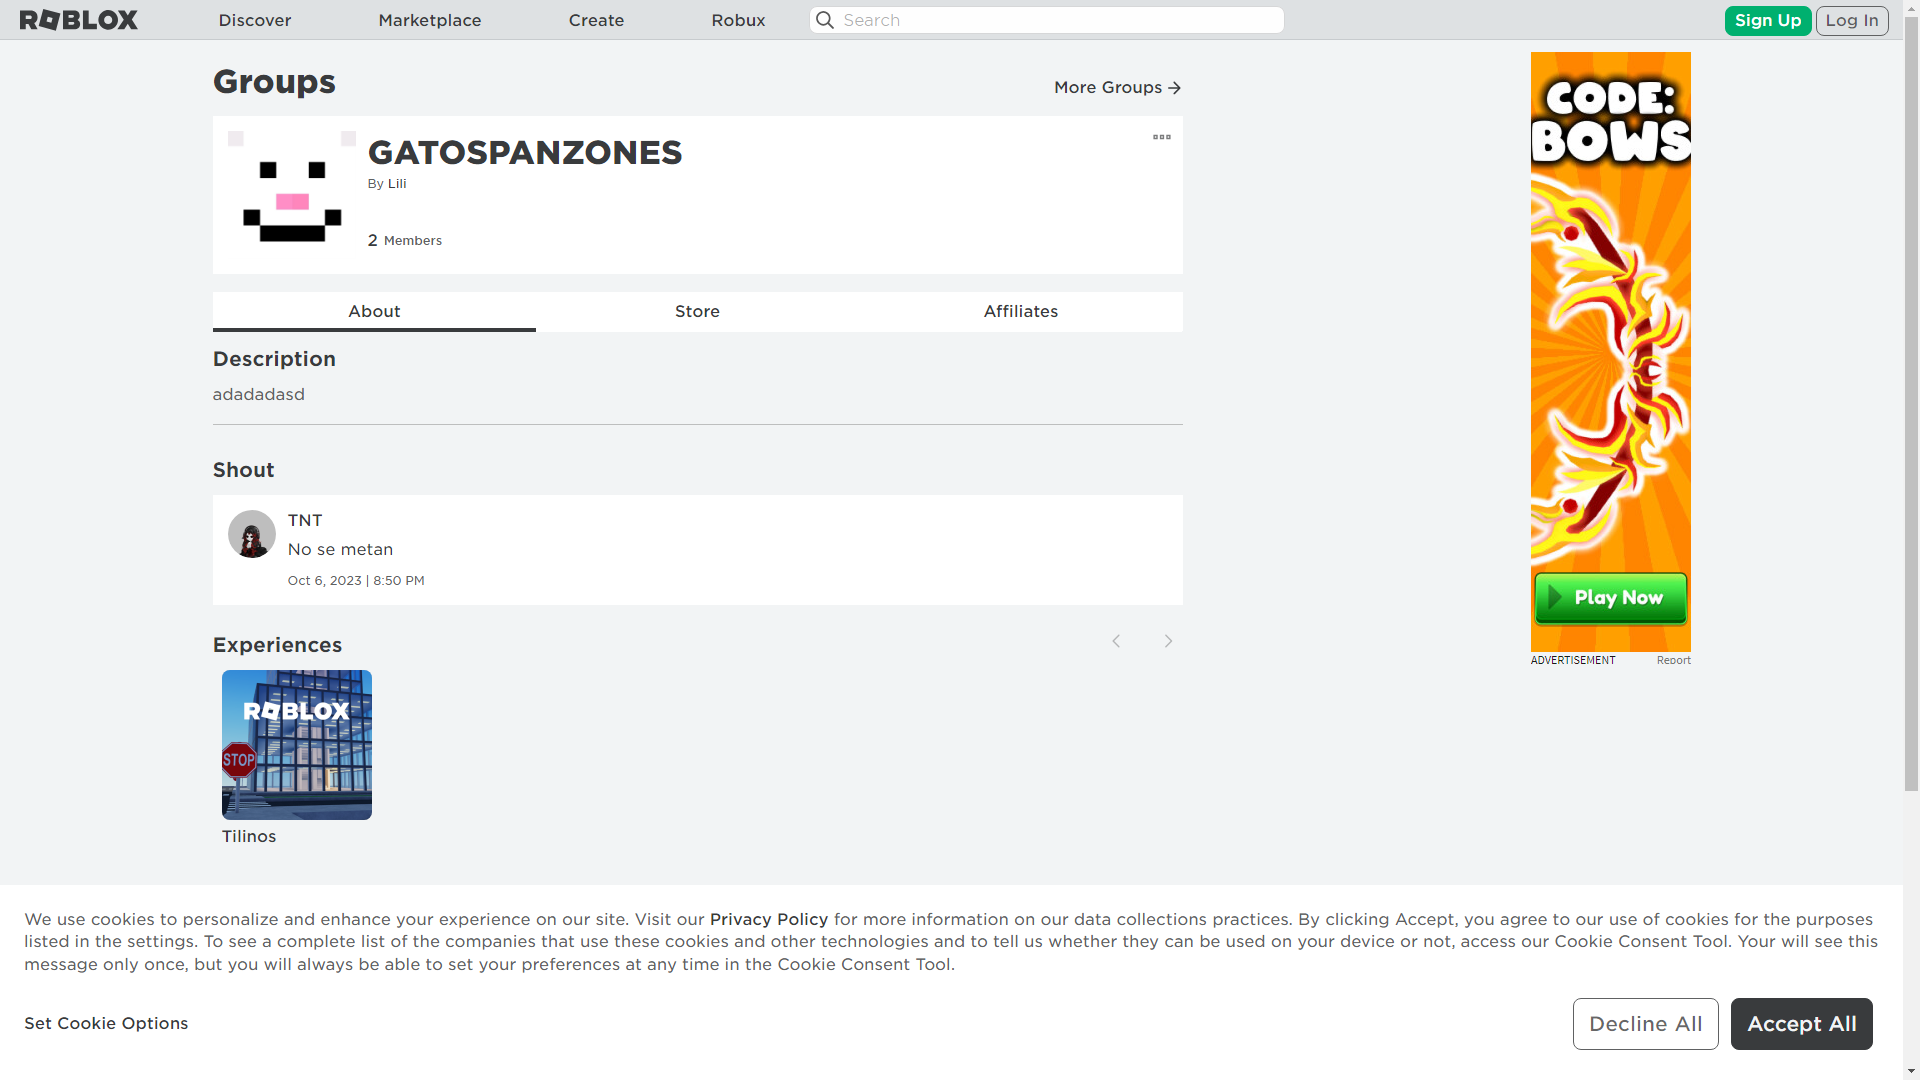 ROBLOX
Discover
Marketplace
Create
Robux
Search
Sign Up
Log In
Groups
More Groups
GATOSPANZONES
By Lili
2 Members
About
Store
Affiliates
Description
adadadasd
Shout
TNT
No se metan
Oct 6, 2023 | 8:50 PM
Experiences
ROBLOX
STOP
Tilinos
CODE:
BOWS
Play Now
ADVERTISEMENT
Report
We use cookies to personalize and enhance your experience on our site. Visit our Privacy Policy for more information on our data collections practices. By clicking Accept, you agree to our use of cookies for the purposes
listed in the settings. To see a complete list of the companies that use these cookies and other technologies and to tell us whether they can be used on your device or not, access our Cookie Consent Tool. Your will see this
message only once, but you will always be able to set your preferences at any time in the Cookie Consent Tool.
Set Cookie Options
Decline All
Accept All